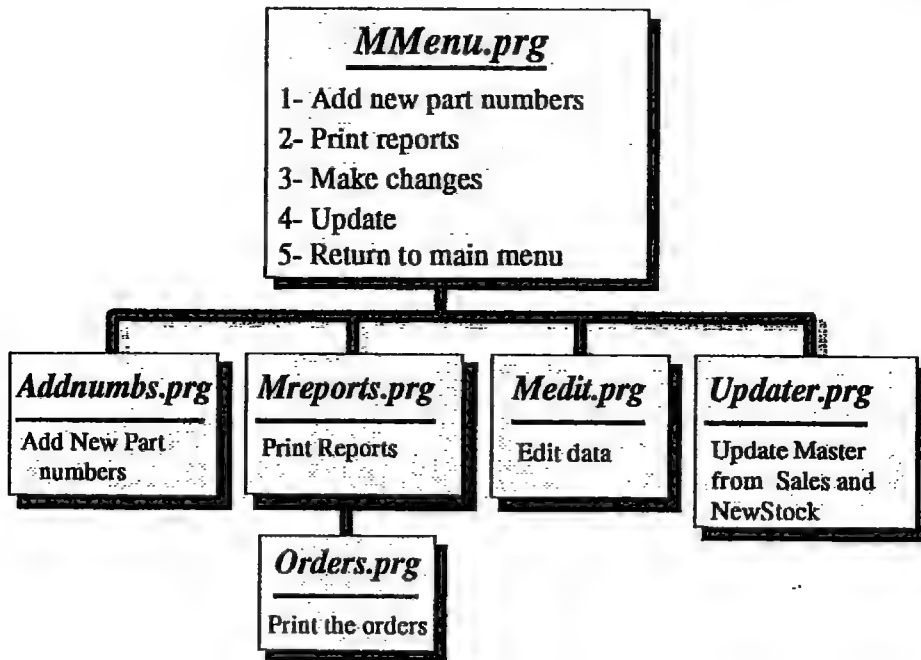 MMenu.prg
1- Add new part numbers
2- Print reports
3- Make changes
4- Update
5- Return to main menu
Addnumbs.prg
Add New Part
numbers
Mreports.prg
Print Reports
Medit.prg
Edit data
Updater.prg
Update Master
from Sales and
NewStock
Orders.prg
Print the orders